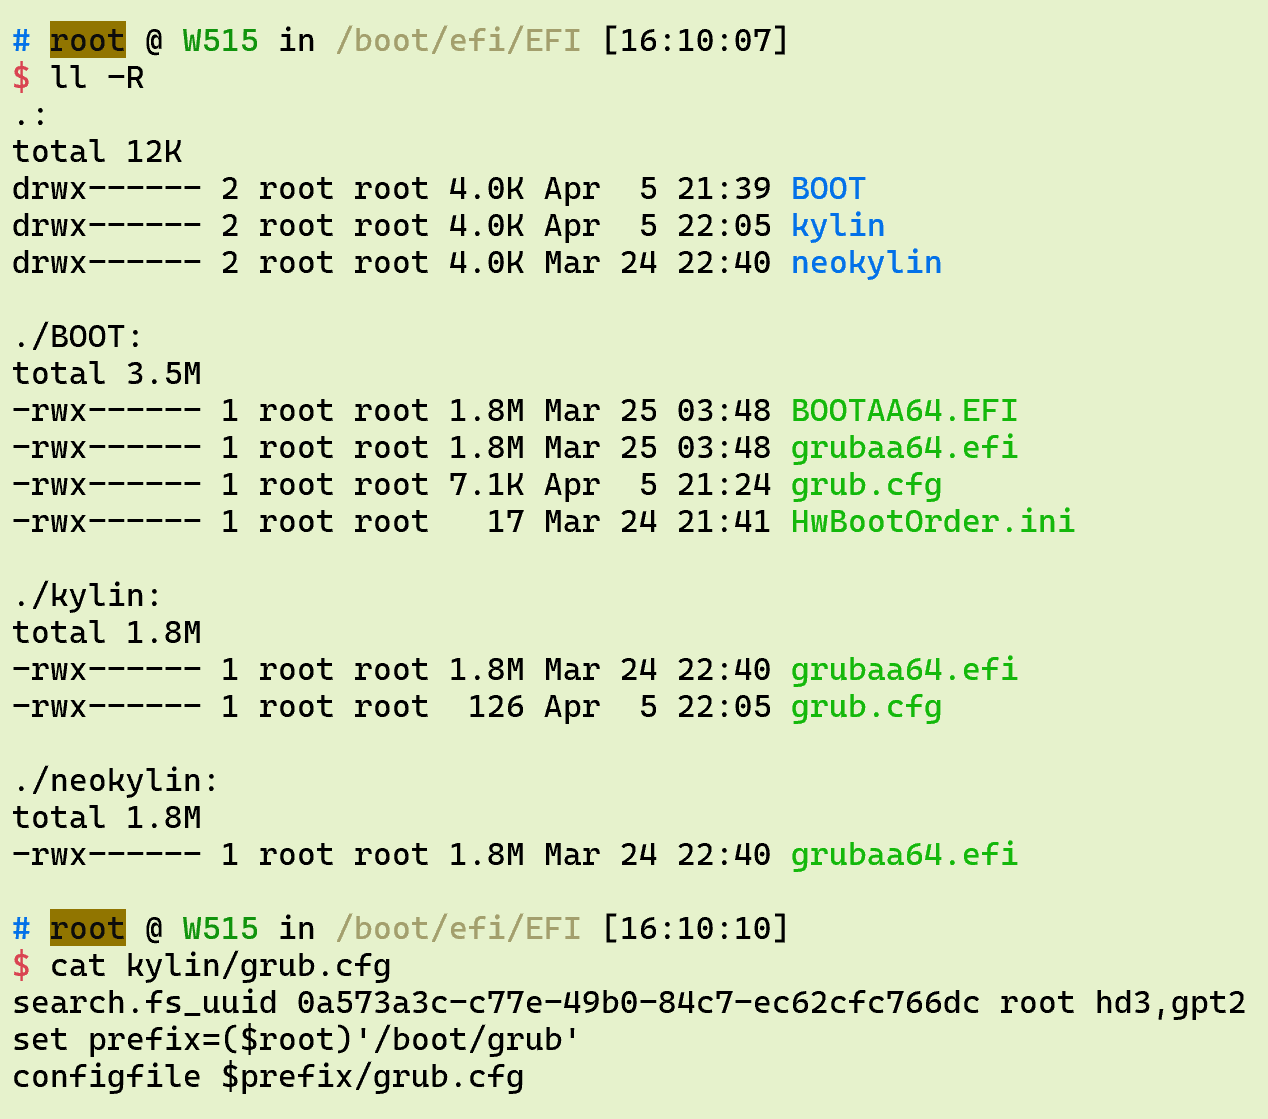 # root @ W515 in /boot/efi/EFI [16:10:07]
$ ll -R
.:
total 12K
drwx------ 2 root root 4.0K Apr  5 21:39 BOOT
drwx------ 2 root root 4.0K Apr  5 22:05 kylin
drwx------ 2 root root 4.0K Mar 24 22:40 neokylin

./BOOT:
total 3.5M
-rwx------ 1 root root 1.8M Mar 25 03:48 BOOTAA64.EFI
-rwx------ 1 root root 1.8M Mar 25 03:48 grubaa64.efi
-rwx------ 1 root root 7.1K Apr  5 21:24 grub.cfg
-rwx------ 1 root root   17 Mar 24 21:41 HwBootOrder.ini

./kylin:
total 1.8M
-rwx------ 1 root root 1.8M Mar 24 22:40 grubaa64.efi
-rwx------ 1 root root  126 Apr  5 22:05 grub.cfg

./neokylin:
total 1.8M
-rwx------ 1 root root 1.8M Mar 24 22:40 grubaa64.efi

# root @ W515 in /boot/efi/EFI [16:10:10]
$ cat kylin/grub.cfg
search.fs_uuid 0a573a3c-c77e-49b0-84c7-ec62cfc766dc root hd3,gpt2
set prefix=($root)'/boot/grub'
configfile $prefix/grub.cfg